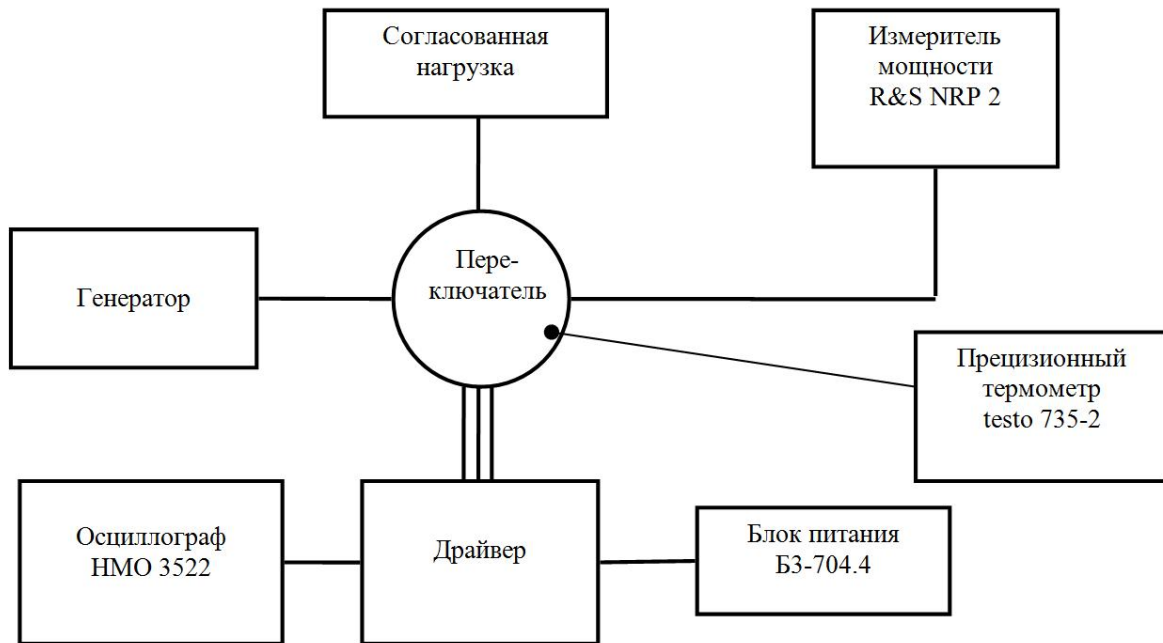 Согласованная
нагрузка
Измеритель
мощности
R&S NRP 2
Генератор
Пере-
ключатель
Прецизионный
термометр
testo 735-2
Осциллограф
HMO 3522
Драйвер
Блок питания
Б3-704.4